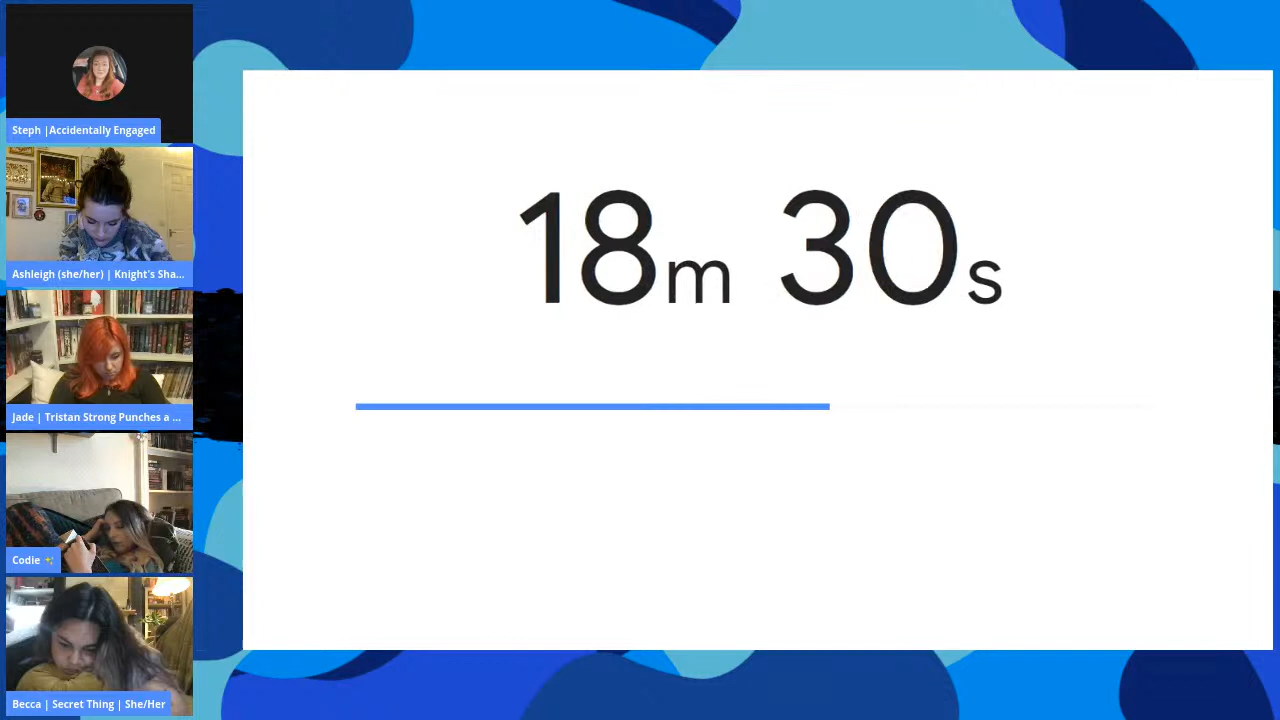 Steph |Accidentally Engaged
Ashleigh (she/her) | Knight's Sha...
Jade | Tristan Strong Punches a ...
Codie ✨
Becca | Secret Thing | She/Her
18m 30s